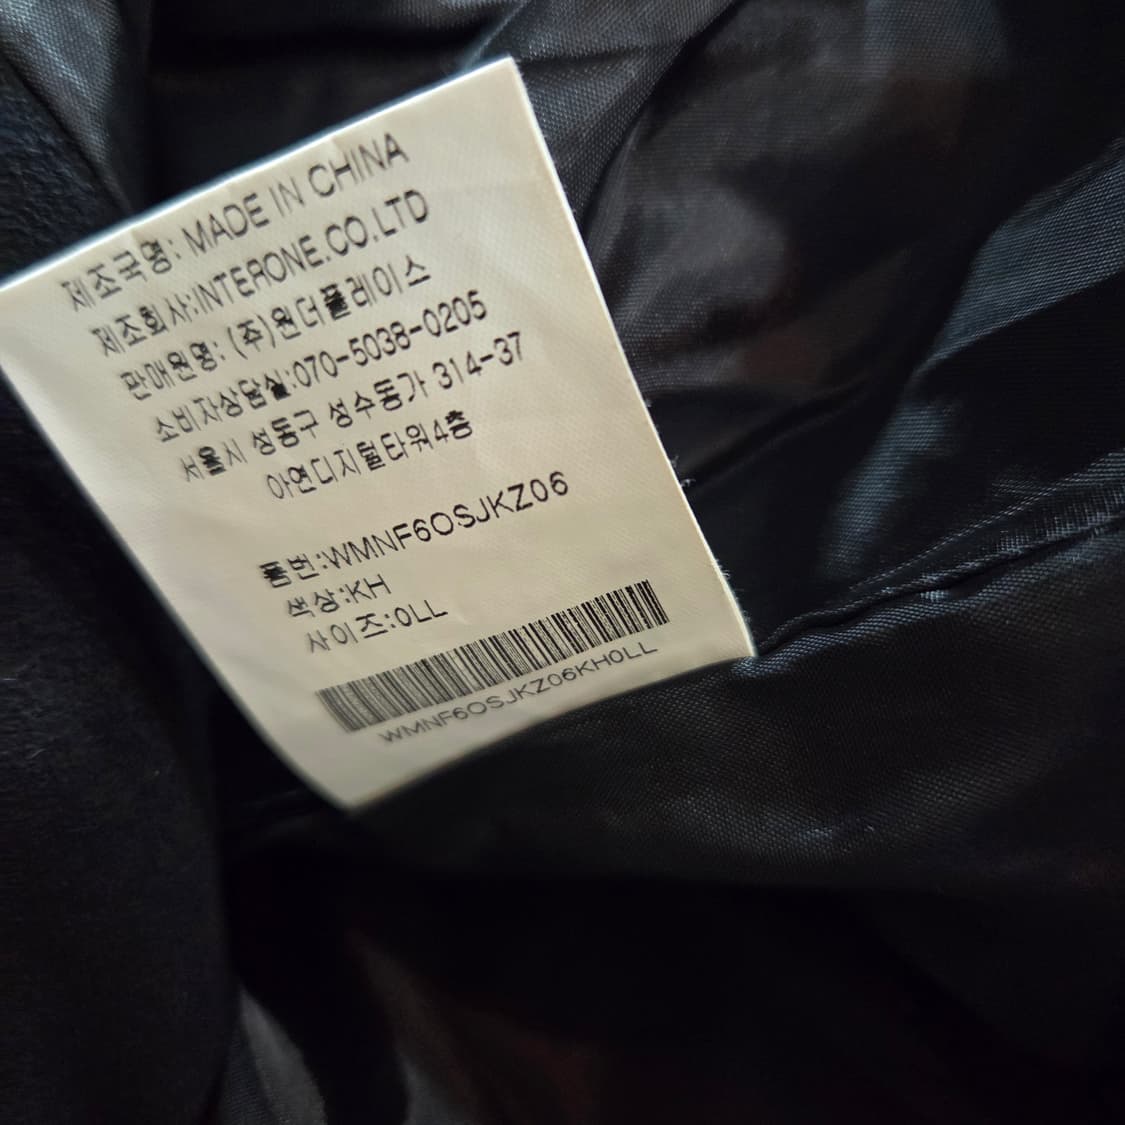 제조국명: MADE IN CHINA
제조회사:INTERONE.CO.LTD
판매원명: (주)원더플레이스
소비자상담실:070-5038-0205
서울시 성동구 성수동가 314-37
아연디지털타워4층
품번:WMNF6OSJKZ06
색상:KH
사이즈:0LL
WMNF6OSJKZ06KH0LL